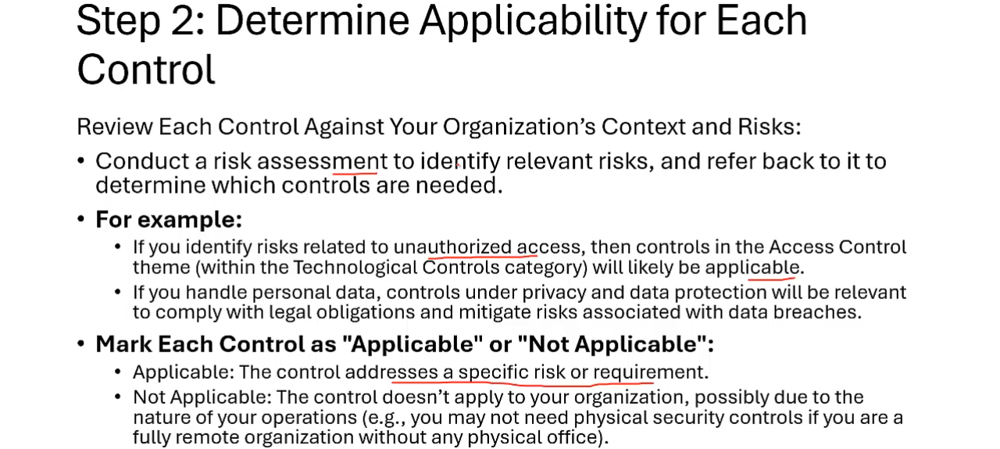 Step 2: Determine Applicability for Each
Control
Review Each Control Against Your Organization’s Context and Risks:
• Conduct a risk assessment to identify relevant risks, and refer back to it to
determine which controls are needed.
• For example:
• If you identify risks related to unauthorized access, then controls in the Access Control
theme (within the Technological Controls category) will likely be applicable.
• If you handle personal data, controls under privacy and data protection will be relevant
to comply with legal obligations and mitigate risks associated with data breaches.
• Mark Each Control as "Applicable" or "Not Applicable":
• Applicable: The control addresses a specific risk or requirement.
• Not Applicable: The control doesn’t apply to your organization, possibly due to the
nature of your operations (e.g., you may not need physical security controls if you are a
fully remote organization without any physical office).